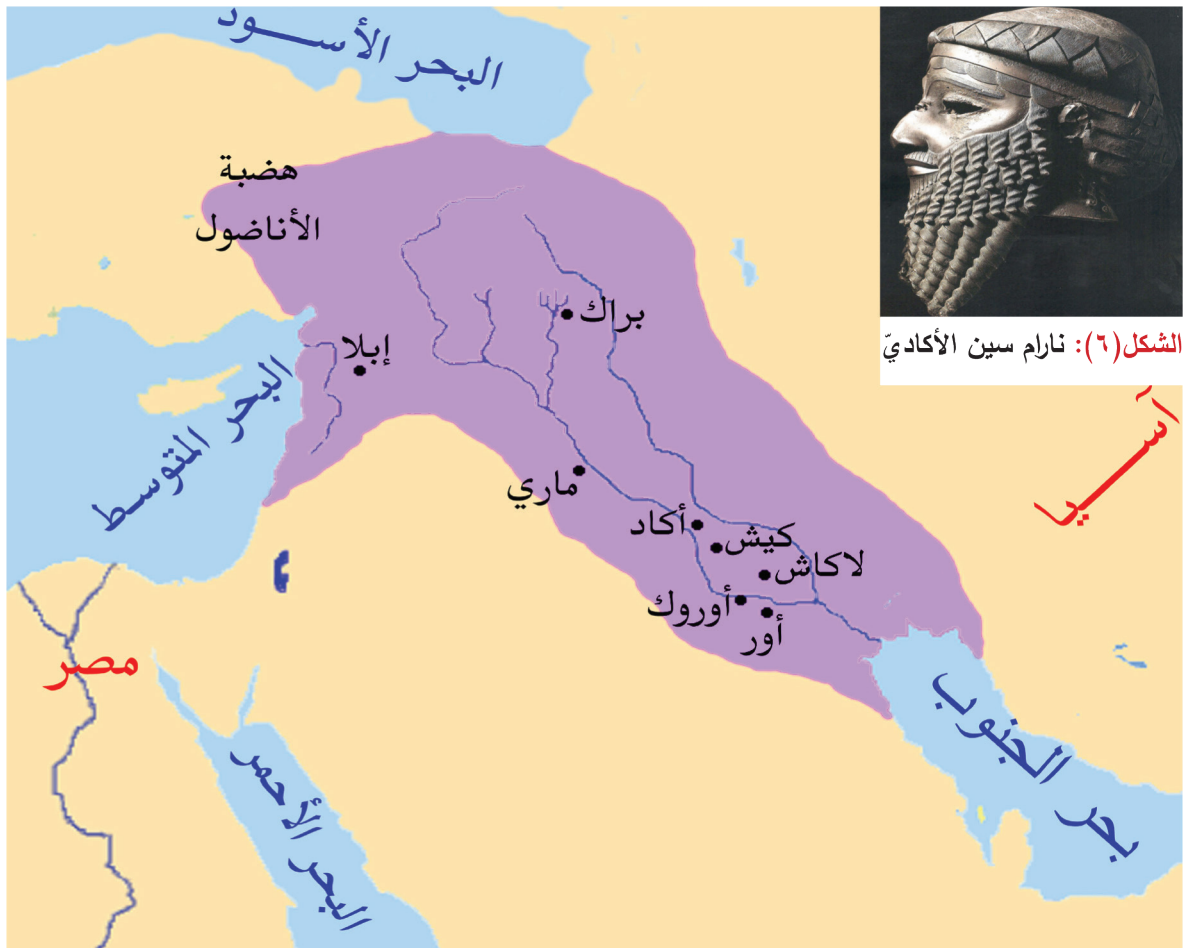 البحر الأسود
الشكل(٦): نارام سين الأكاديّ
هضبة
الأناضول
براك
إبلا
البحر المتوسط
آسيا
ماري
أكاد
كيش
لاكاش
أوروك
أور
مصر
بحر الجنوب
البحر الأحمر